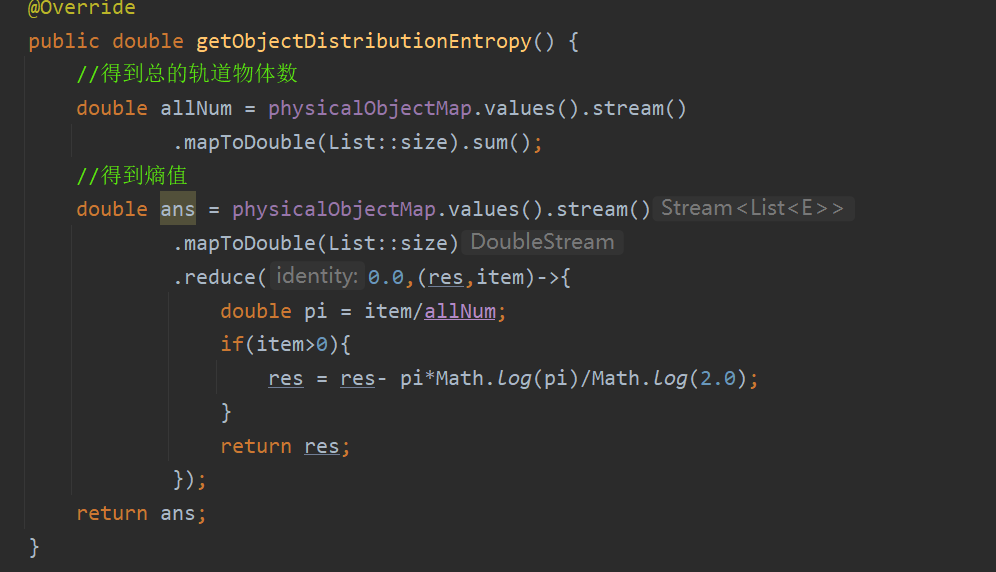 @Override
public double getObjectDistributionEntropy() {
//得到总的轨道物体数
double allNum = physicalObjectMap.values().stream()
.mapToDouble(List::size).sum();
//得到熵值
double ans = physicalObjectMap.values().stream() Stream<List<E>>
.mapToDouble(List::size) DoubleStream
.reduce( identity: 0.0,(res,item)->{
double pi = item/allNum;
if(item>0){
res = res- pi*Math.log(pi)/Math.log(2.0);
}
return res;
});
return ans;
}